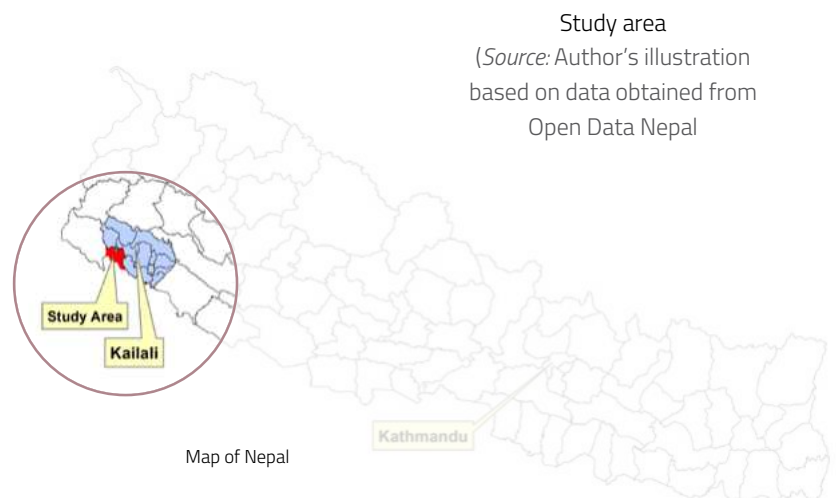 Study area
(Source: Author’s illustration
based on data obtained from
Open Data Nepal
Study Area
Kailali
Kathmandu
Map of Nepal